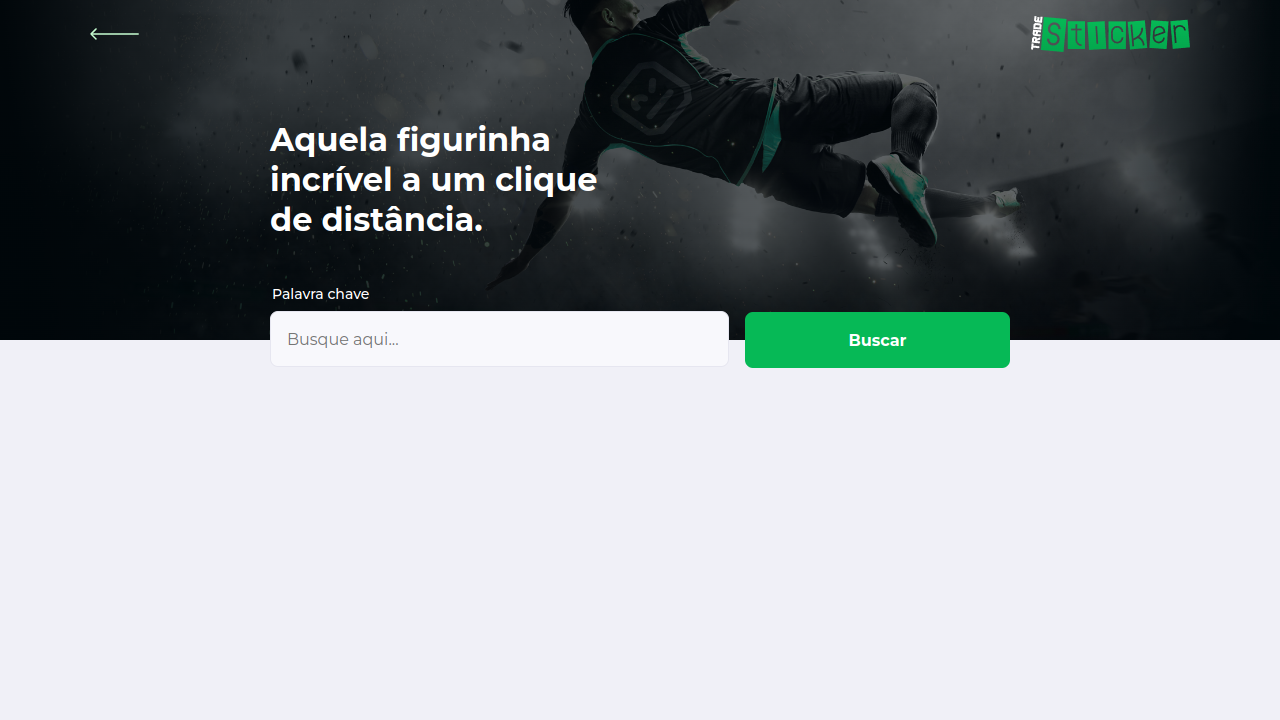 TRADE Sticker
Aquela figurinha
incrível a um clique
de distância.
Palavra chave
Busque aqui...
Buscar